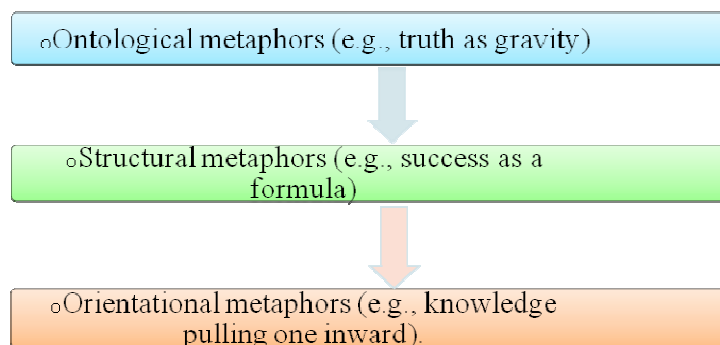 oOntological metaphors (e.g., truth as gravity)
oStructural metaphors (e.g., success as a
formula)
oOrientational metaphors (e.g., knowledge
pulling one inward).